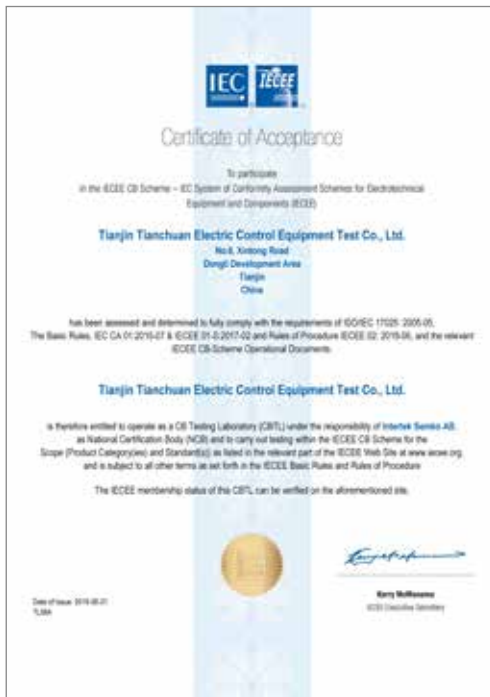 IEC IECEE
Certificate of Acceptance
To participate
in the IECEE CB Scheme – IEC System of Conformity Assessment Schemes for Electrotechnical
Equipment and Components (IECEE)
Tianjin Tianchuan Electric Control Equipment Test Co., Ltd.
No.6, Xintong Road
Dongli Development Area
Tianjin
China
has been assessed and determined to fully comply with the requirements of ISO/IEC 17025: 2005-05,
The Basic Rules, IEC CA 01:2016-07 & IECEE 01-S:2017-02 and Rules of Procedure IECEE 02: 2018-06, and the relevant
IECEE CB-Scheme Operational Documents.
Tianjin Tianchuan Electric Control Equipment Test Co., Ltd.
is therefore entitled to operate as a CB Testing Laboratory (CBTL) under the responsibility of Intertek Semko AB.
as National Certification Body (NCB) and to carry out testing within the IECEE CB Scheme for the
Scope (Product Category(ies) and Standard(s)) as listed in the relevant part of the IECEE Web Site at www.iecee.org
and is subject to all other terms as set forth in the IECEE Basic Rules and Rules of Procedure
The IECEE membership status of this CBTL can be verified on the aforementioned site.
Kerry McManama
IECEE Executive Secretary
Date of issue: